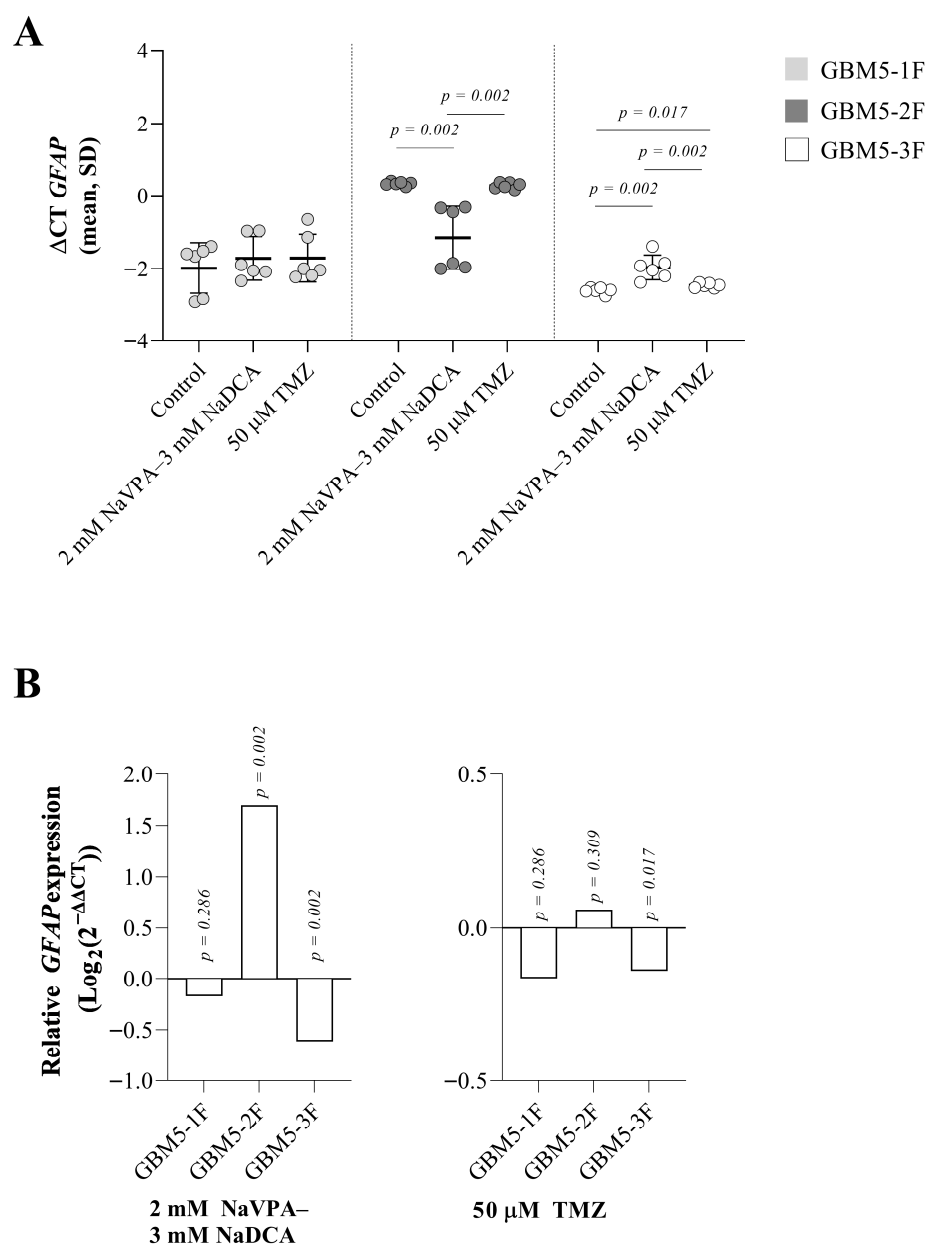 A
4
2
0
−2
−4
ΔCT GFAP
(mean, SD)
p = 0.002
p = 0.002
p = 0.017
p = 0.002
p = 0.002
GBM5-1F
GBM5-2F
GBM5-3F
Control
2 mM NaVPA–3 mM NaDCA
50 μM TMZ
Control
2 mM NaVPA–3 mM NaDCA
50 μM TMZ
Control
2 mM NaVPA–3 mM NaDCA
50 μM TMZ
B
Relative GFAP expression
(Log2(2−ΔΔCT))
2.0
1.5
1.0
0.5
0.0
−0.5
−1.0
p = 0.286
p = 0.002
p = 0.002
GBM5-1F
GBM5-2F
GBM5-3F
2 mM NaVPA–
3 mM NaDCA
0.5
0.0
−0.5
p = 0.286
p = 0.309
p = 0.017
GBM5-1F
GBM5-2F
GBM5-3F
50 μM TMZ